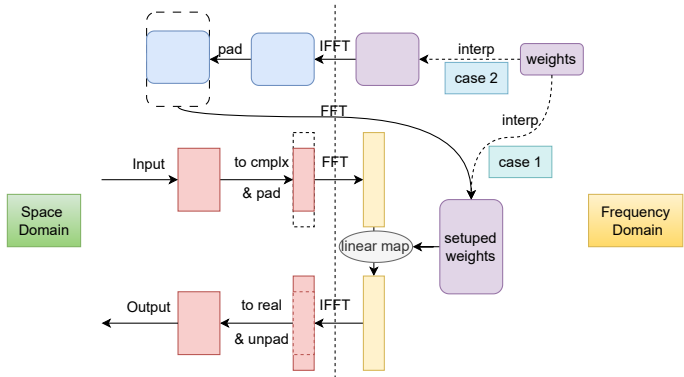 pad
IFFT
interp
weights
case 2
FFT
interp
case 1
Input
to cmplx
& pad
FFT
Space
Domain
linear map
setuped
weights
Frequency
Domain
Output
to real
& unpad
IFFT